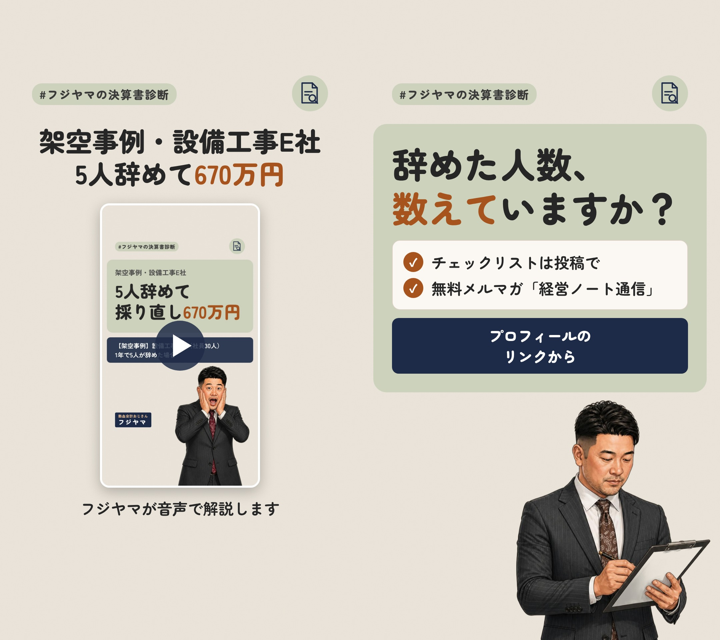 #フジヤマの決算書診断
架空事例・設備工事E社
5人辞めて670万円
#フジヤマの決算書診断
架空事例・設備工事E社
5人辞めて
採り直し670万円
【架空事例】
30人)
1年で5人が辞め
フジヤマ
フジヤマが音声で解説します
#フジヤマの決算書診断
辞めた人数、
数えていますか？
チェックリストは投稿で
無料メルマガ「経営ノート通信」
プロフィールの
リンクから